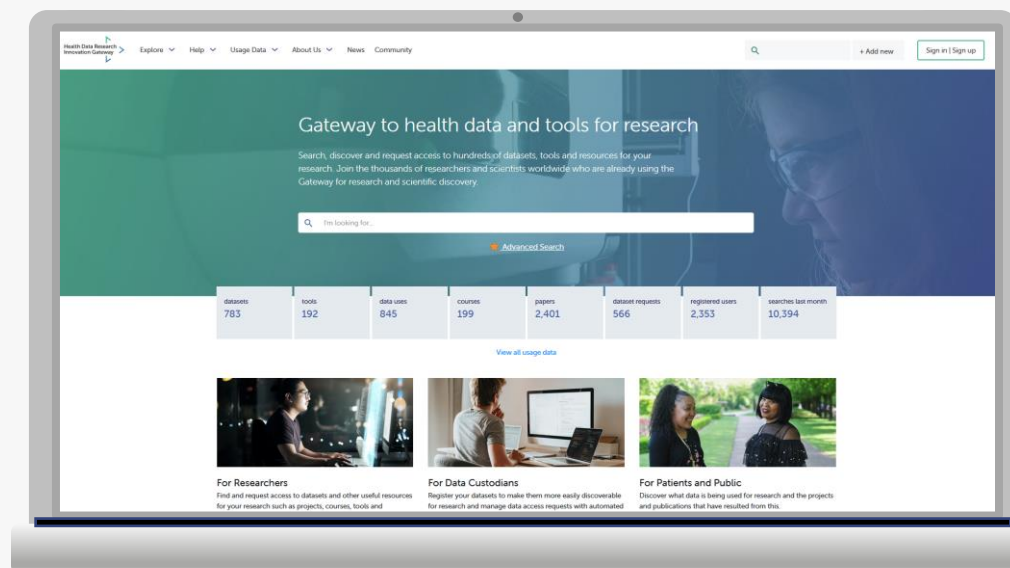 Health Data Research
Innovation Gateway
Explore
Help
Usage Data
About Us
News
Community
+ Add new
Sign in | Sign up
Gateway to health data and tools for research
Search, discover and request access to hundreds of datasets, tools and resources for your
research. Join the thousands of researchers and scientists worldwide who are already using the
Gateway for research and scientific discovery.
I'm looking for...
Advanced Search
datasets
783
tools
192
data uses
845
courses
199
papers
2,401
dataset requests
566
registered users
2,353
searches last month
10,394
View all usage data
For Researchers
Find and request access to datasets and other useful resources
for your research such as projects, courses, tools and
For Data Custodians
Register your datasets to make them more easily discoverable
for research and manage data access requests with automated
For Patients and Public
Discover what data is being used for research and the projects
and publications that have resulted from this.